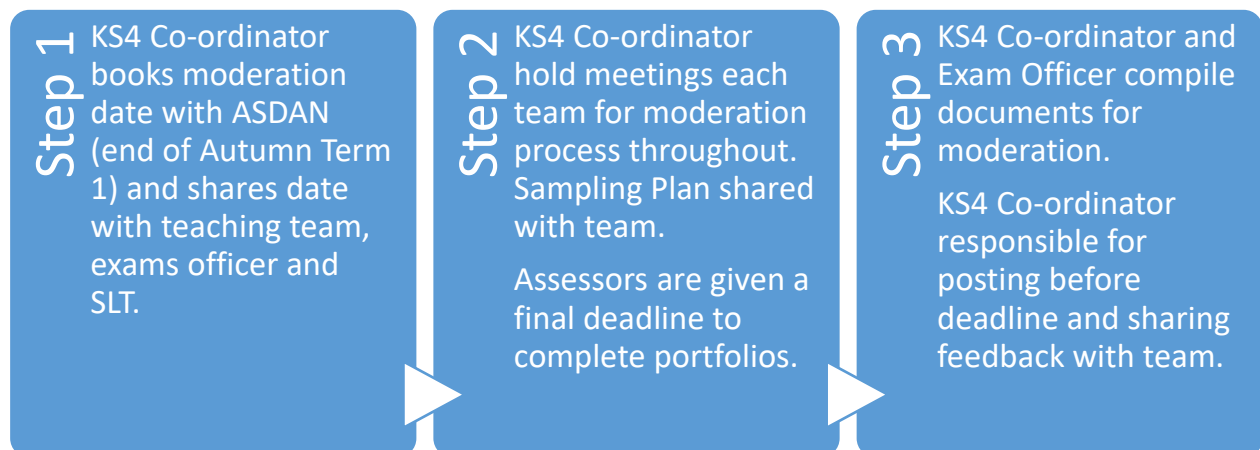 Step 1
KS4 Co-ordinator
books moderation
date with ASDAN
(end of Autumn Term
1) and shares date
with teaching team,
exams officer and
SLT.
Step 2
KS4 Co-ordinator
hold meetings each
team for moderation
process throughout.
Sampling Plan shared
with team.
Assessors are given a
final deadline to
complete portfolios.
Step 3
KS4 Co-ordinator and
Exam Officer compile
documents for
moderation.
KS4 Co-ordinator
responsible for
posting before
deadline and sharing
feedback with team.